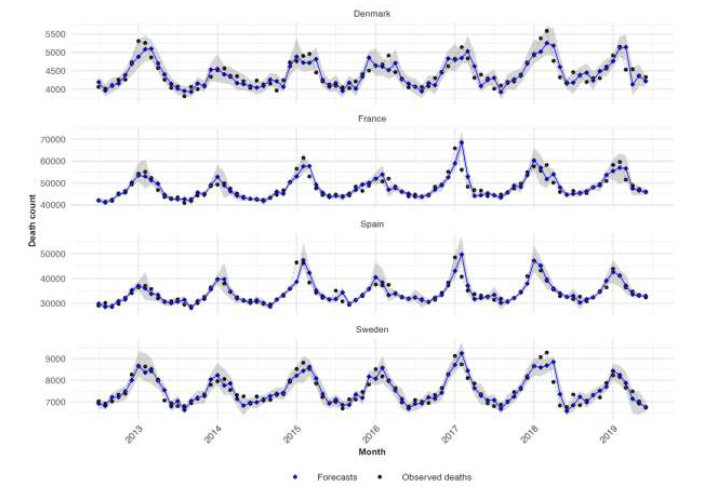 Denmark
5500
5000
4500
4000
France
70000
60000
50000
40000
Death count
Spain
50000
40000
30000
Sweden
9000
8000
7000
2013 2014 2015 2016 2017 2018 2019
Month
Forecasts Observed deaths